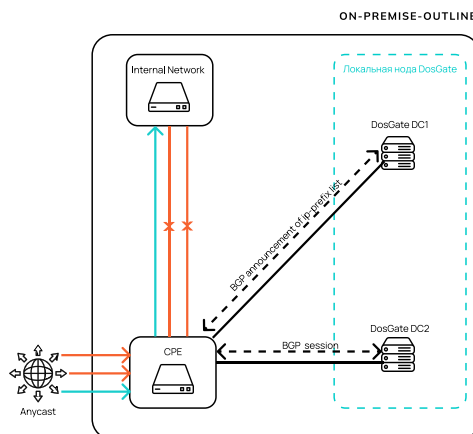 ON-PREMISE-OUTLINE
Internal Network
Локальная нода DosGate
DosGate DC1
BGP announcement of ip-prefix list
DosGate DC2
BGP session
CPE
Anycast